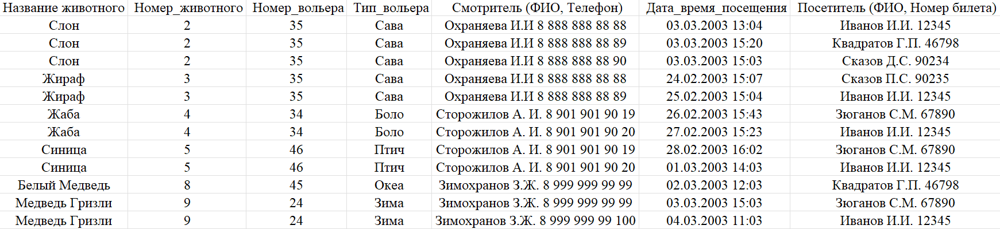 Название животного Номер_животного Номер_вольера Тип_вольера Смотритель (ФИО, Телефон) Дата_время_посещения Посетитель (ФИО, Номер билета)
Слон 2 35 Сава Охраняева И.И 8 888 888 88 88 03.03.2003 13:04 Иванов И.И. 12345
Слон 2 35 Сава Охраняева И.И 8 888 888 88 89 03.03.2003 15:20 Квадратов Г.П. 46798
Слон 2 35 Сава Охраняева И.И 8 888 888 88 90 03.03.2003 15:03 Сказов Д.С. 90234
Жираф 3 35 Сава Охраняева И.И 8 888 888 88 88 24.02.2003 15:07 Сказов П.С. 90235
Жираф 3 35 Сава Охраняева И.И 8 888 888 88 89 25.02.2003 15:04 Иванов И.И. 12345
Жаба 4 34 Боло Сторожилов А. И. 8 901 901 90 19 26.02.2003 15:43 Зюганов С.М. 67890
Жаба 4 34 Боло Сторожилов А. И. 8 901 901 90 20 27.02.2003 15:23 Иванов И.И. 12345
Синица 5 46 Птич Сторожилов А. И. 8 901 901 90 19 28.02.2003 16:02 Зюганов С.М. 67890
Синица 5 46 Птич Сторожилов А. И. 8 901 901 90 20 01.03.2003 14:03 Иванов И.И. 12345
Белый Медведь 8 45 Океа Зимохранов З.Ж. 8 999 999 99 99 02.03.2003 12:03 Квадратов Г.П. 46798
Медведь Гризли 9 24 Зима Зимохранов З.Ж. 8 999 999 99 99 03.03.2003 15:03 Зюганов С.М. 67890
Медведь Гризли 9 24 Зима Зимохранов З.Ж. 8 999 999 99 100 04.03.2003 11:03 Иванов И.И. 12345